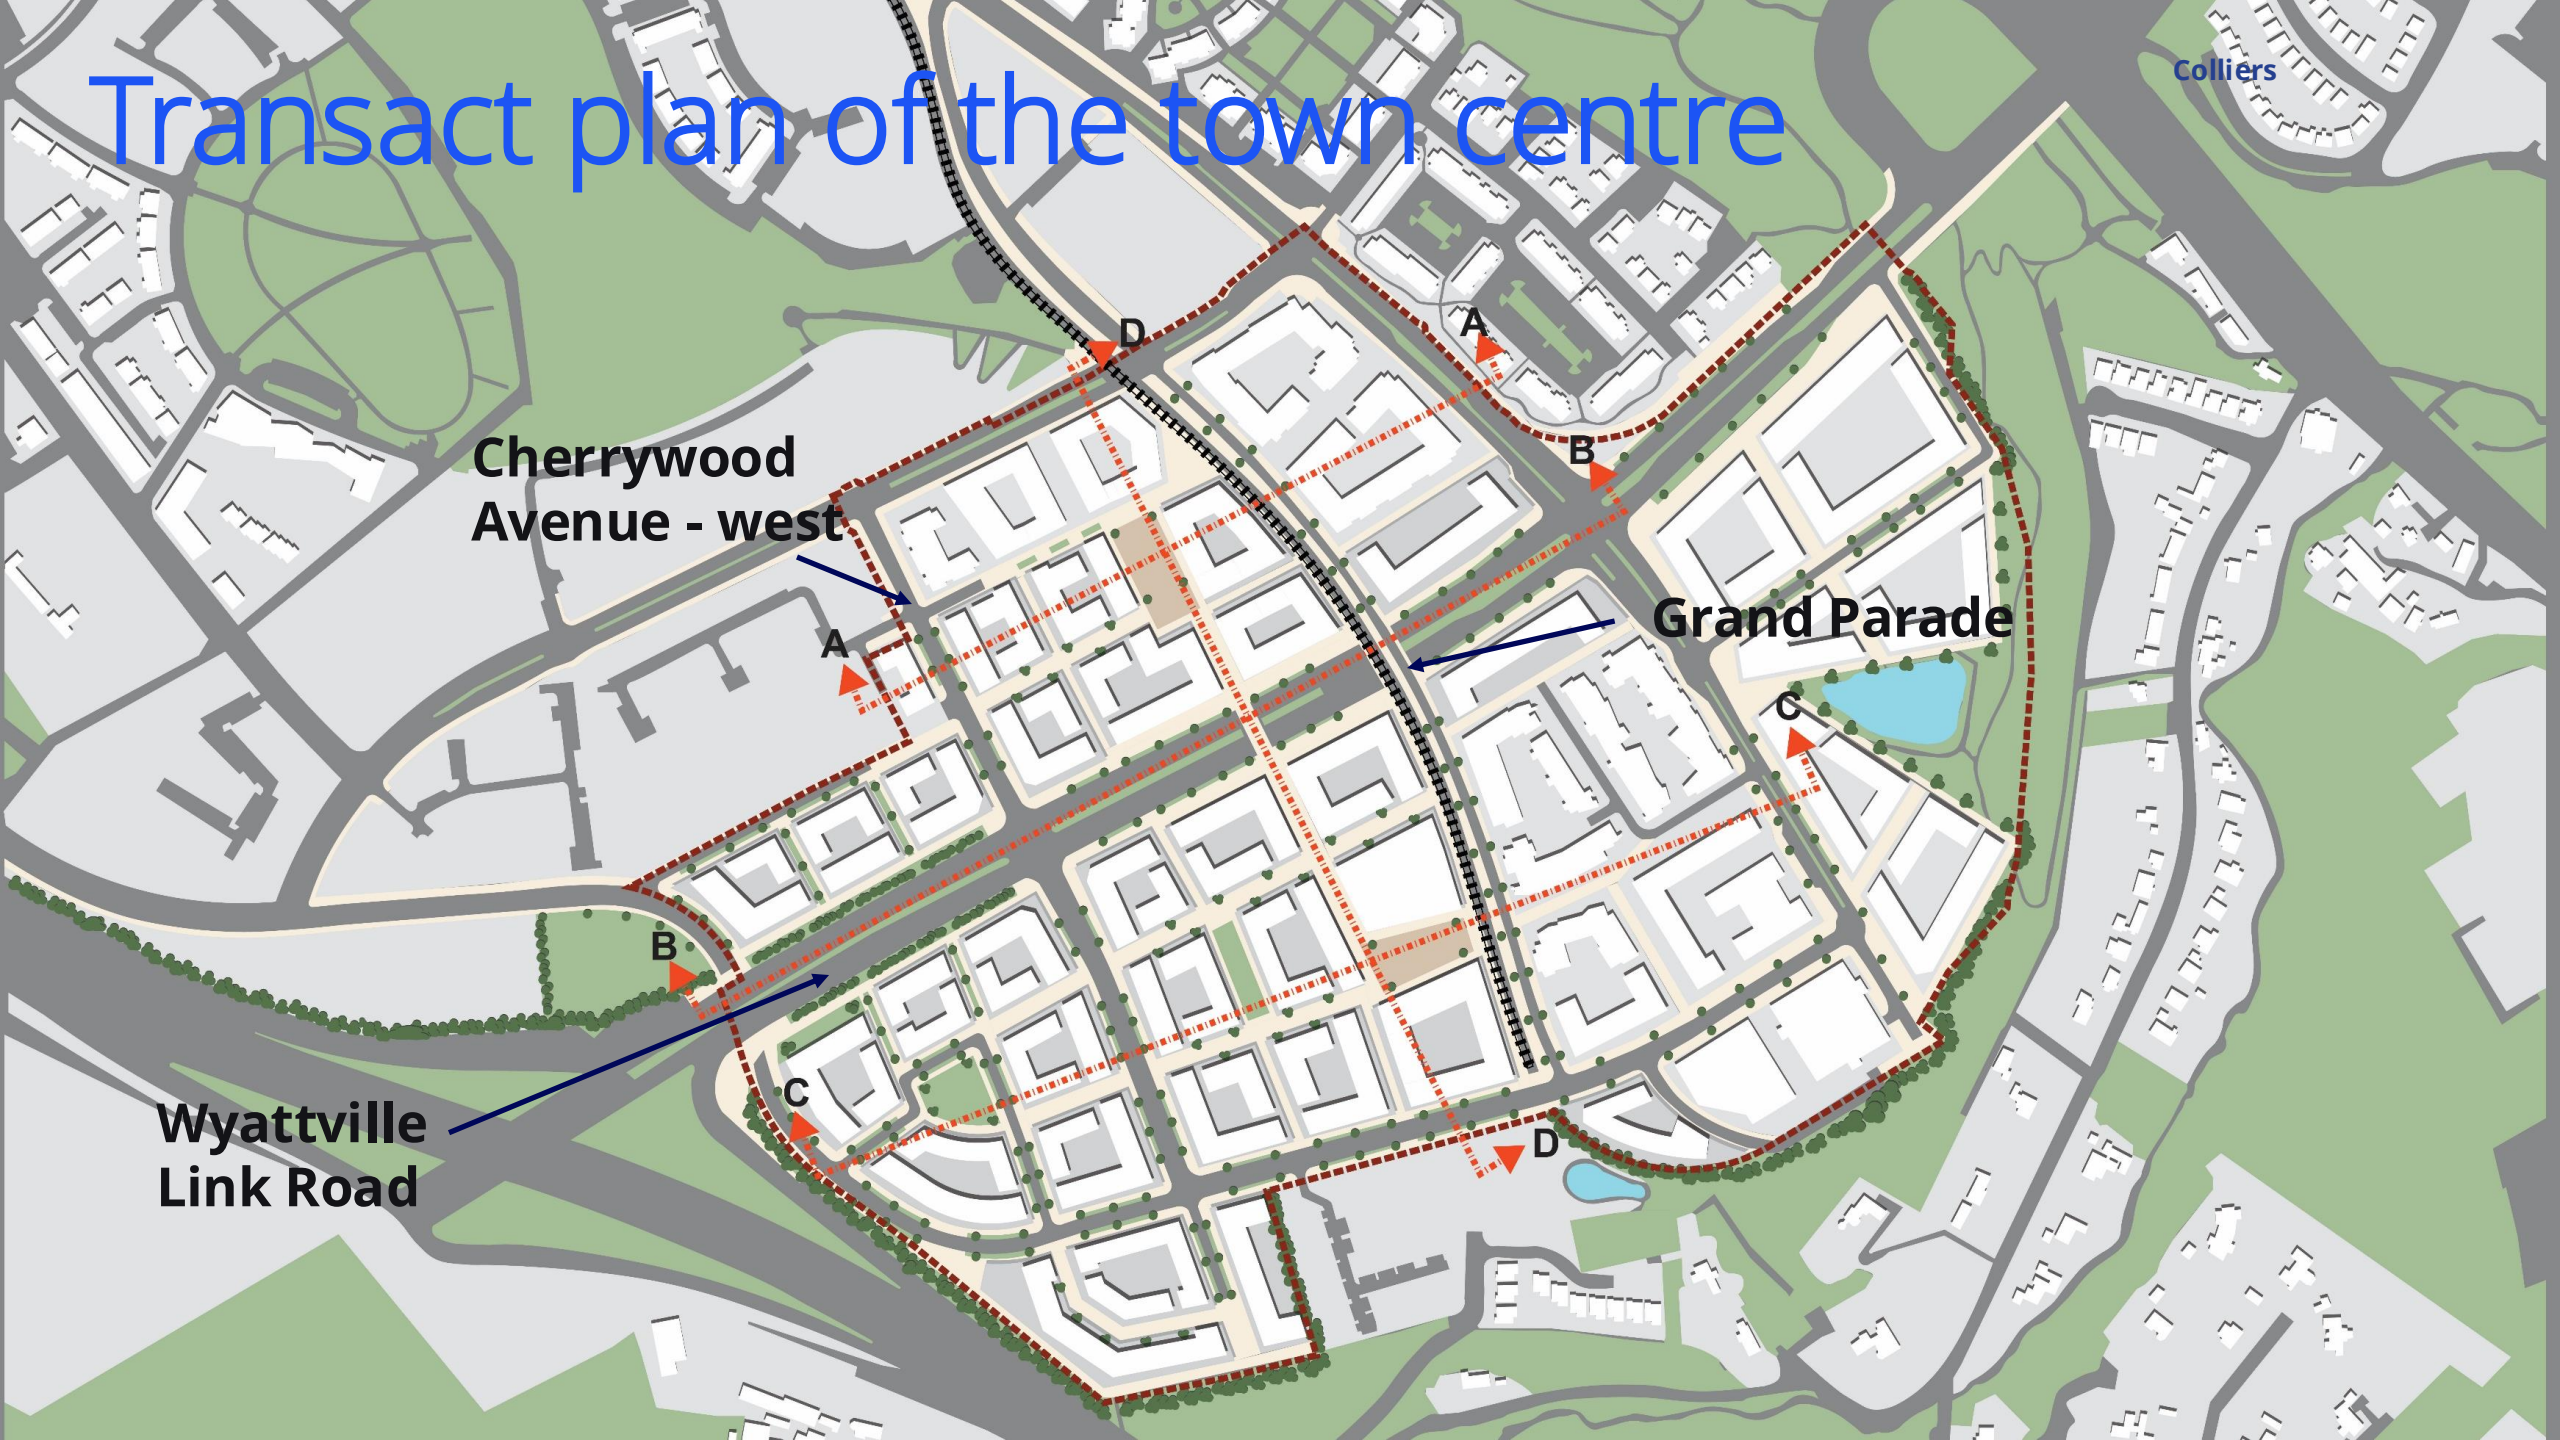 Colliers
Transact plan of the town centre
D
A
B
Cherrywood
Avenue - west
Grand Parade
A
C
B
C
Wyattville
Link Road
D